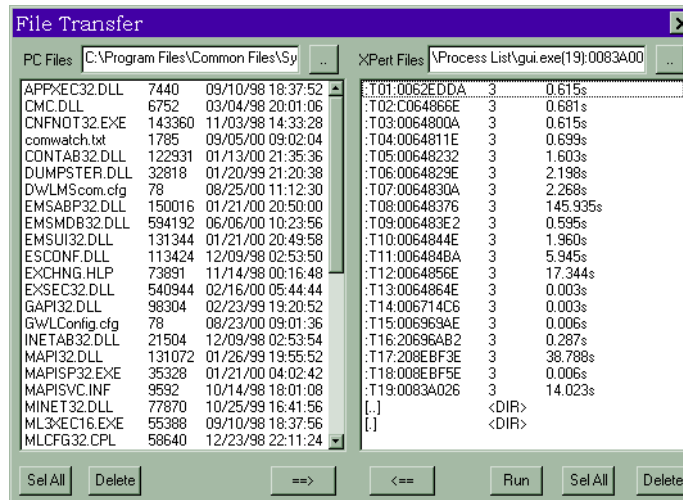 File Transfer
PC Files C:\Program Files\Common Files\Sy ..
XPert Files \Process List\gui.exe(19):0083A00 ..
APPXEC32.DLL 7440 09/10/98 18:37:52
CMC.DLL 6752 03/04/98 20:01:06
CNFNOT32.EXE 143360 11/03/98 14:33:28
comwatch.txt 1785 09/05/00 09:02:04
CONTAB32.DLL 122931 01/13/00 21:35:36
DUMPSTER.DLL 32818 01/20/99 21:20:38
DWLMScom.cfg 78 08/25/00 11:12:30
EMSABP32.DLL 150016 01/21/00 20:50:00
EMSMDB32.DLL 594192 06/06/00 10:23:56
EMSUI32.DLL 131344 01/21/00 20:49:58
ESCONF.DLL 113424 12/09/98 02:53:50
EXCHNG.HLP 73891 11/14/98 00:16:48
EXSEC32.DLL 540944 02/16/00 05:44:44
GAPI32.DLL 98304 02/23/99 19:20:52
GWLConfig.cfg 78 08/23/00 09:01:36
INETAB32.DLL 21504 12/09/98 02:53:54
MAPI32.DLL 131072 01/26/99 19:55:52
MAPISP32.EXE 35328 01/21/00 04:02:42
MAPISVC.INF 9592 10/14/98 18:01:08
MINET32.DLL 77870 10/25/99 16:41:56
ML3XEC16.EXE 55388 09/10/98 18:37:56
MLCFG32.CPL 58640 12/23/98 22:11:24
:T01:0062EDDA 3 0.615s
:T02:C064866E 3 0.681s
:T03:0064800A 3 0.615s
:T04:0064811E 3 0.699s
:T05:00648232 3 1.603s
:T06:0064829E 3 2.198s
:T07:0064830A 3 2.268s
:T08:00648376 3 145.935s
:T09:006483E2 3 0.595s
:T10:0064844E 3 1.960s
:T11:006484BA 3 5.945s
:T12:0064856E 3 17.344s
:T13:0064864E 3 0.003s
:T14:006714C6 3 0.003s
:T15:006969AE 3 0.006s
:T16:20696AB2 3 0.287s
:T17:208EBF3E 3 38.788s
:T18:008EBF5E 3 0.006s
:T19:0083A026 3 14.023s
[..] <DIR>
[.] <DIR>
Sel All Delete ==> <== Run Sel All Delete